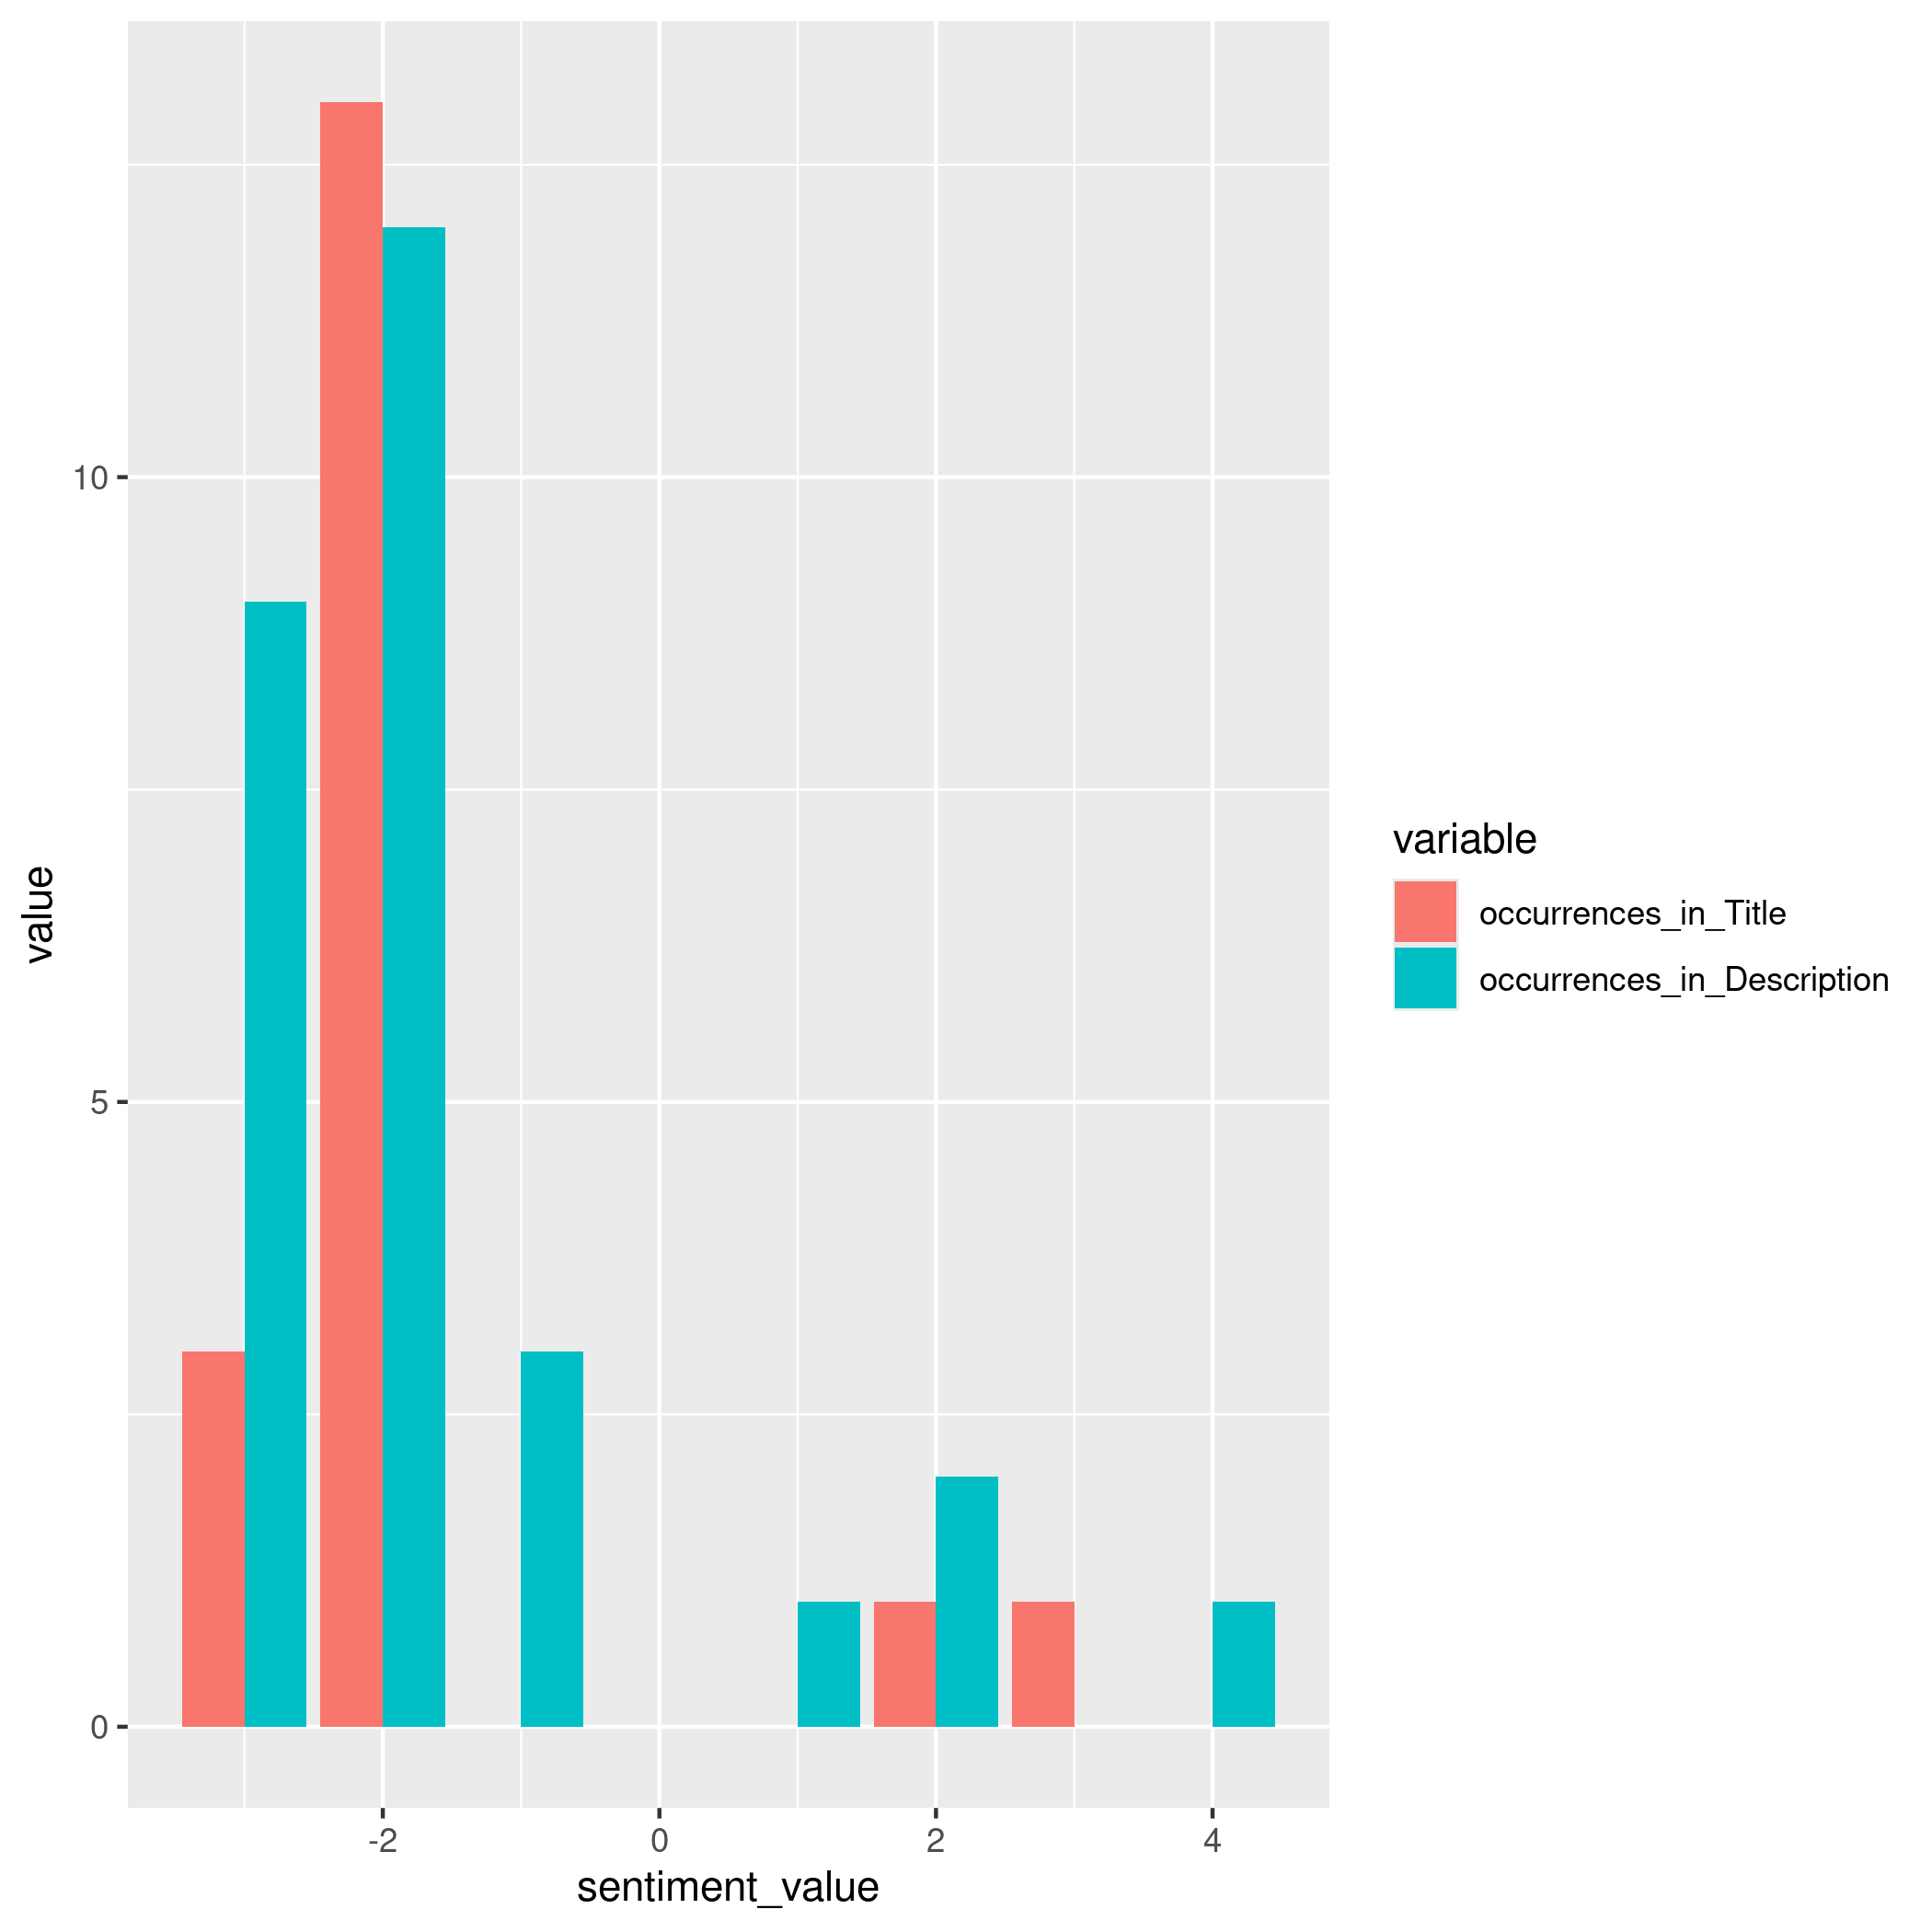 10
5
0
value
-2
0
2
4
sentiment_value
variable
occurrences_in_Title
occurrences_in_Description